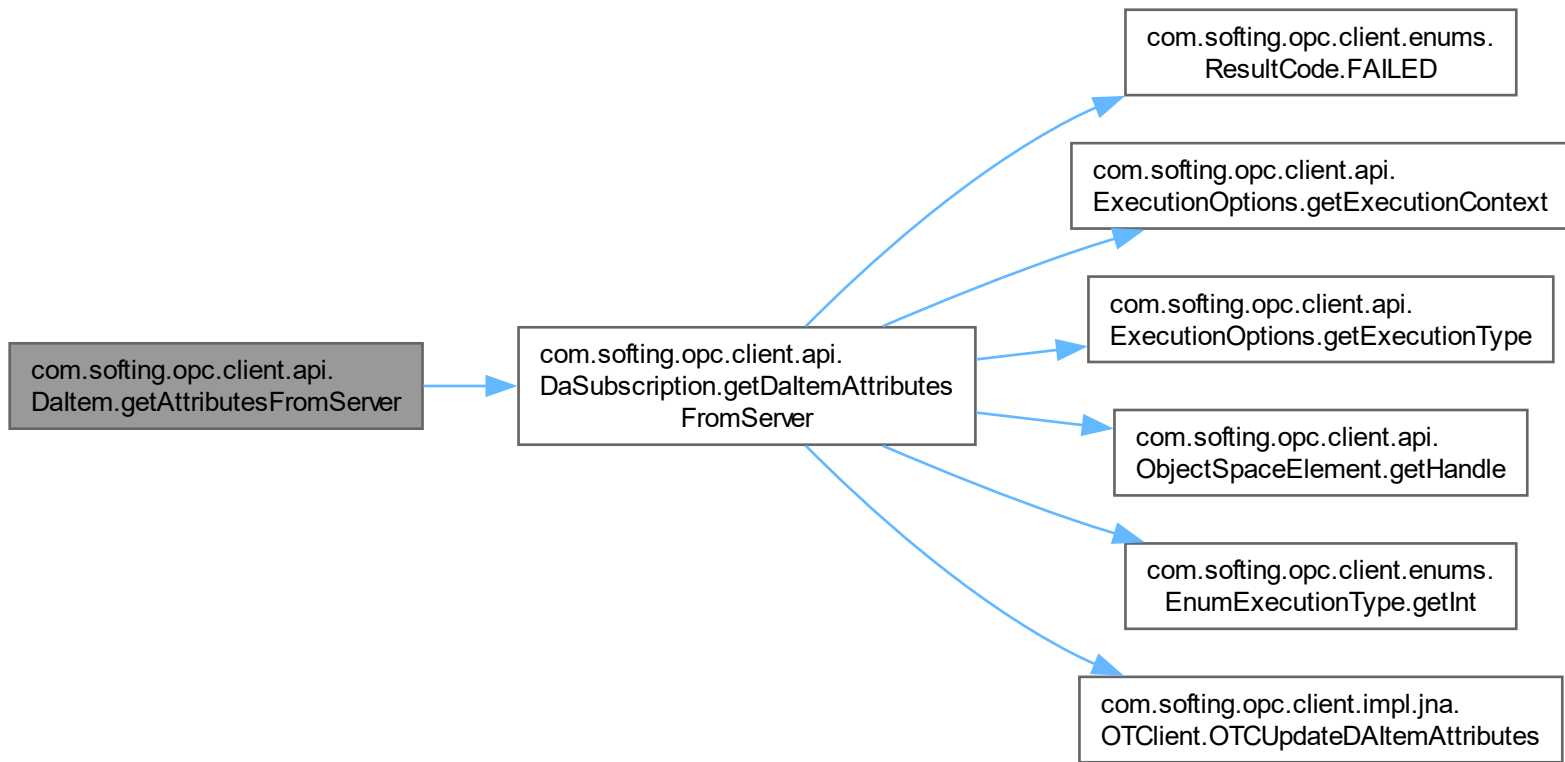 com.softing.opc.client.api.
DaItem.getAttributesFromServer
com.softing.opc.client.api.
DaSubscription.getDaItemAttributes
FromServer
com.softing.opc.client.enums.
ResultCode.FAILED
com.softing.opc.client.api.
ExecutionOptions.getExecutionContext
com.softing.opc.client.api.
ExecutionOptions.getExecutionType
com.softing.opc.client.api.
ObjectSpaceElement.getHandle
com.softing.opc.client.enums.
EnumExecutionType.getInt
com.softing.opc.client.impl.jna.
OTClient.OTCUpdateDAItemAttributes